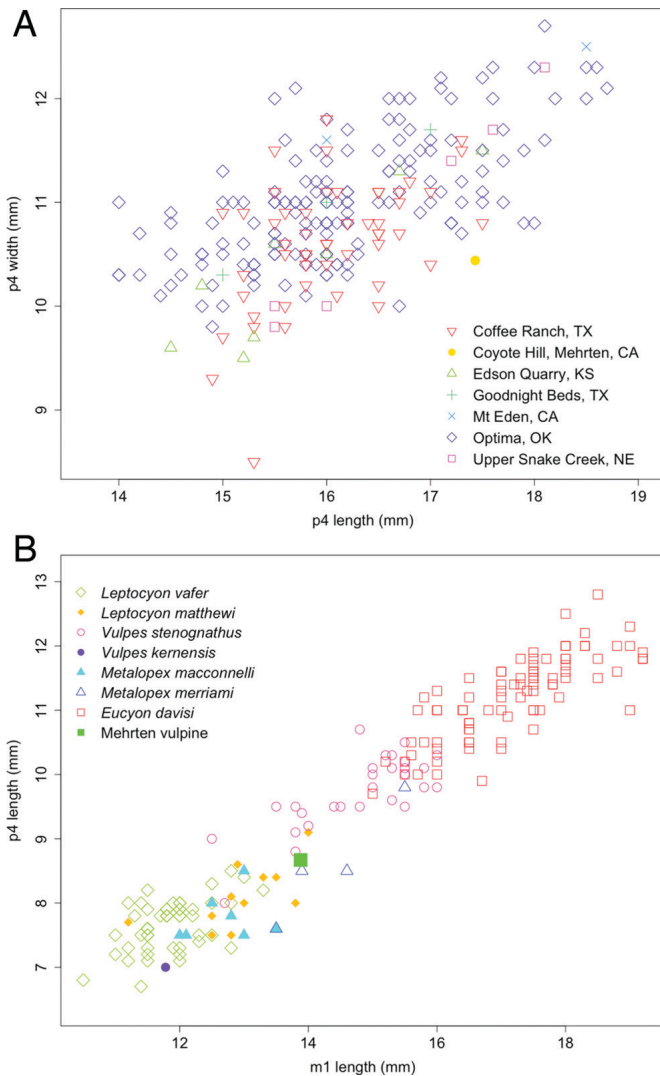 A
p4 width (mm)
12
11
10
9
Coffee Ranch, TX
Coyote Hill, Mehrten, CA
Edson Quarry, KS
Goodnight Beds, TX
Mt Eden, CA
Optima, OK
Upper Snake Creek, NE
14 15 16 17 18 19
p4 length (mm)
B
p4 length (mm)
13
12
11
10
9
8
7
Leptocyon vafer
Leptocyon matthewi
Vulpes stenognathus
Vulpes kernensis
Metalopex macconnelli
Metalopex merriami
Eucyon davisi
Mehrten vulpine
12 14 16 18
m1 length (mm)